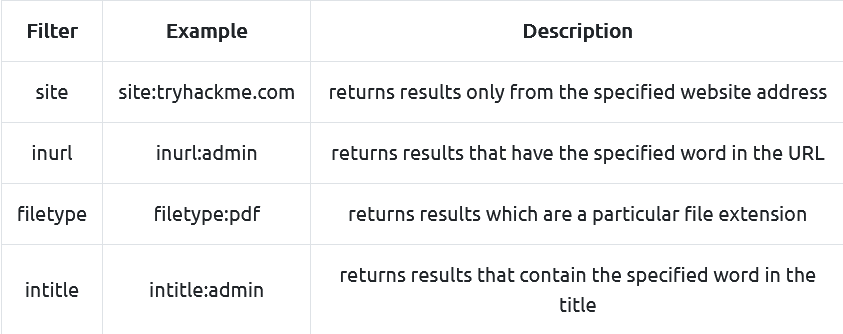 Filter Example Description
site site:tryhackme.com returns results only from the specified website address
inurl inurl:admin returns results that have the specified word in the URL
filetype filetype:pdf returns results which are a particular file extension
intitle intitle:admin returns results that contain the specified word in the
title